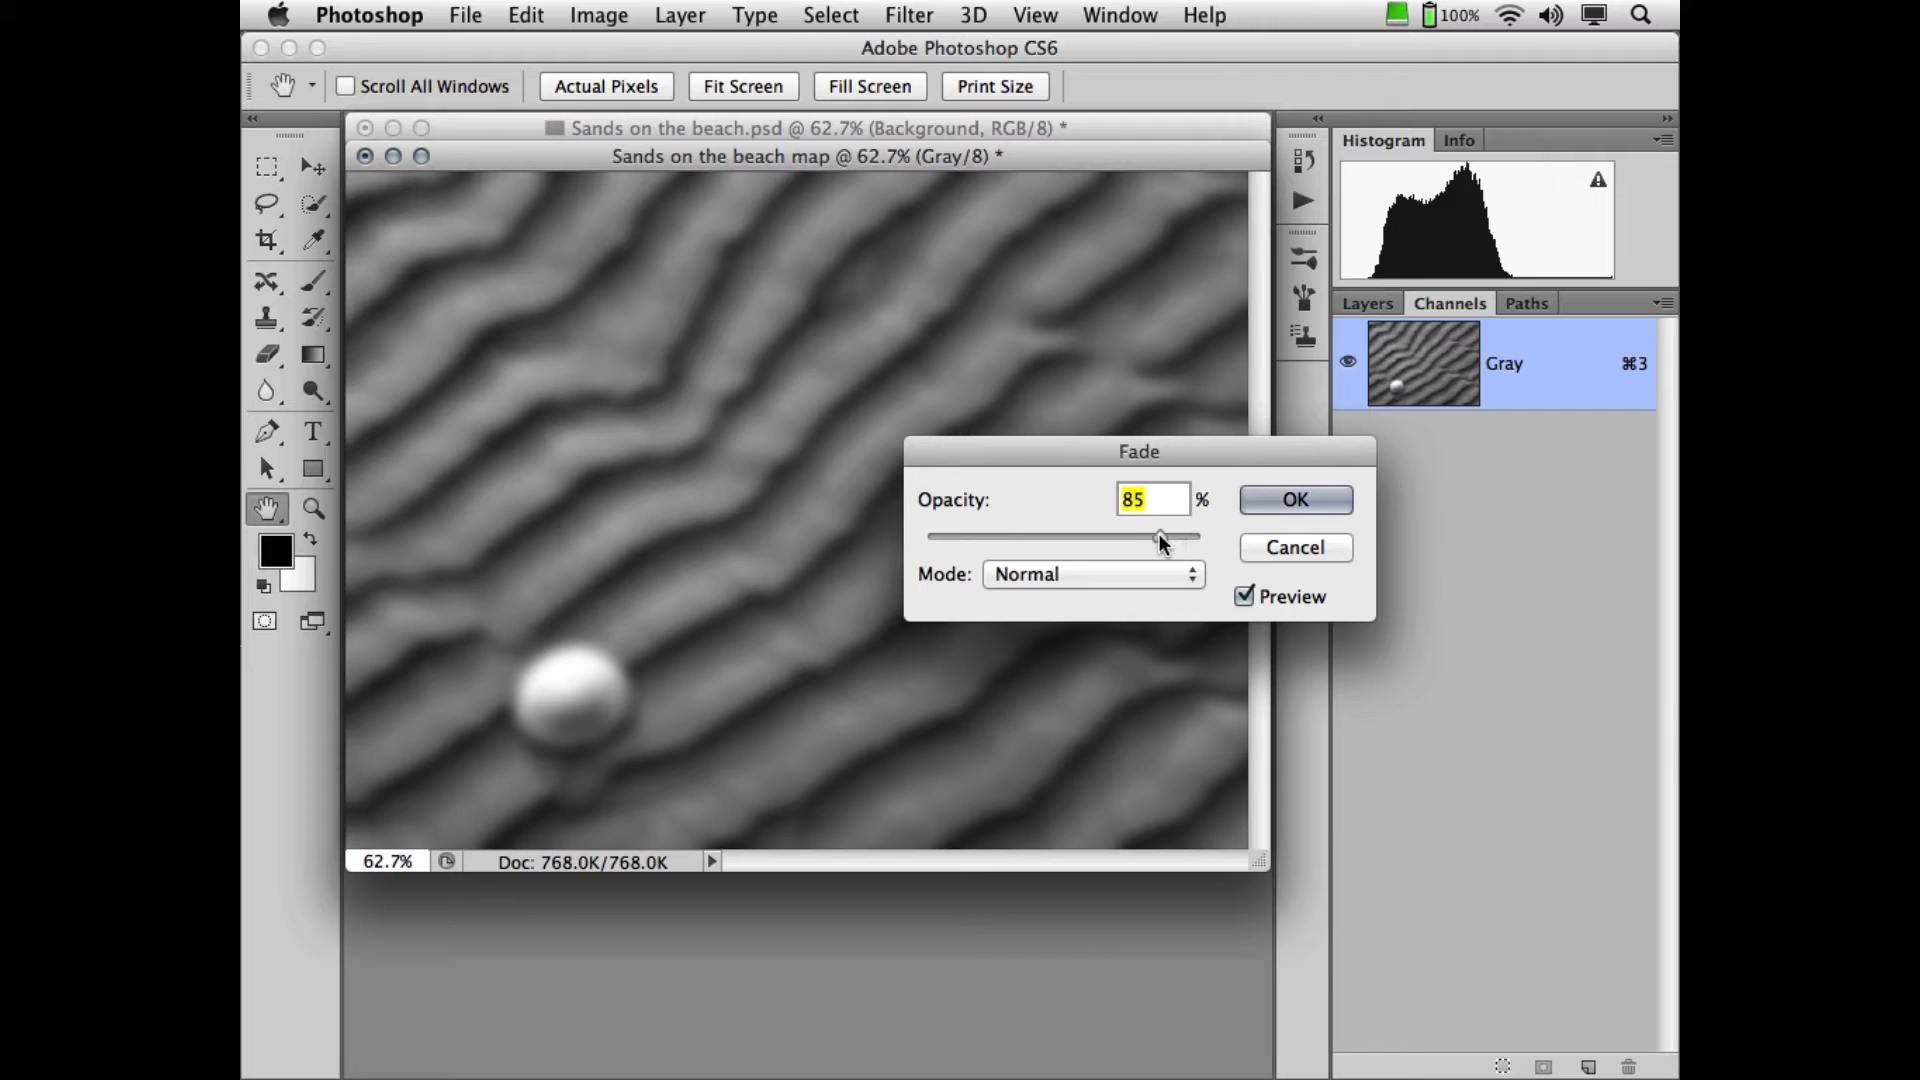 Photoshop File Edit Image Layer Type Select Filter 3D View Window Help 100%
Adobe Photoshop CS6
Scroll All Windows Actual Pixels Fit Screen Fill Screen Print Size
Sands on the beach.psd @ 62.7% (Background, RGB/8) *
Sands on the beach map @ 62.7% (Gray/8) *
Histogram Info
Layers Channels Paths
Gray ⌘3
Fade
Opacity: 85 % OK
Cancel
Mode: Normal
Preview
62.7% Doc: 768.0K/768.0K